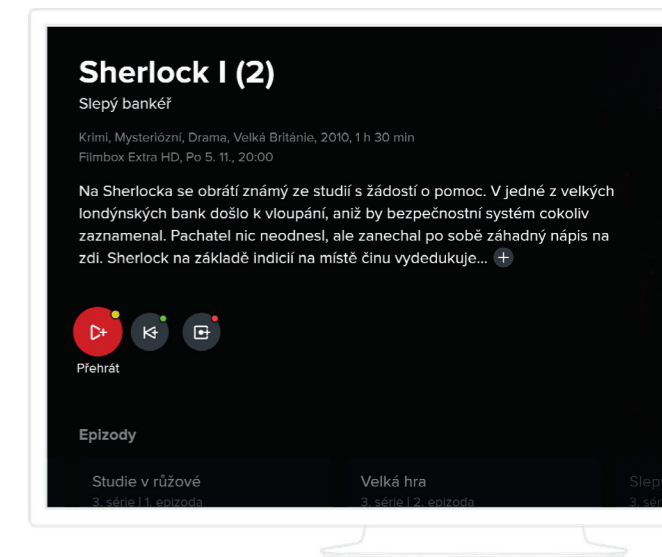 Sherlock I (2)
Slepý bankéř
Krimi, Mysteriózní, Drama, Velká Británie, 2010, 1 h 30 min
Filmbox Extra HD, Po 5. 11., 20:00
Na Sherlocka se obrátí známý ze studií s žádostí o pomoc. V jedné z velkých
londýnských bank došlo k vloupání, aniž by bezpečnostní systém cokoliv
zaznamenal. Pachatel nic neodnesl, ale zanechal po sobě záhadný nápis na
zdi. Sherlock na základě indicií na místě činu vydedukuje...
Přehrát
Epizody
Studie v růžové Velká hra Slep
3. série | 1. epizoda 3. série | 2. epizoda 3. sér